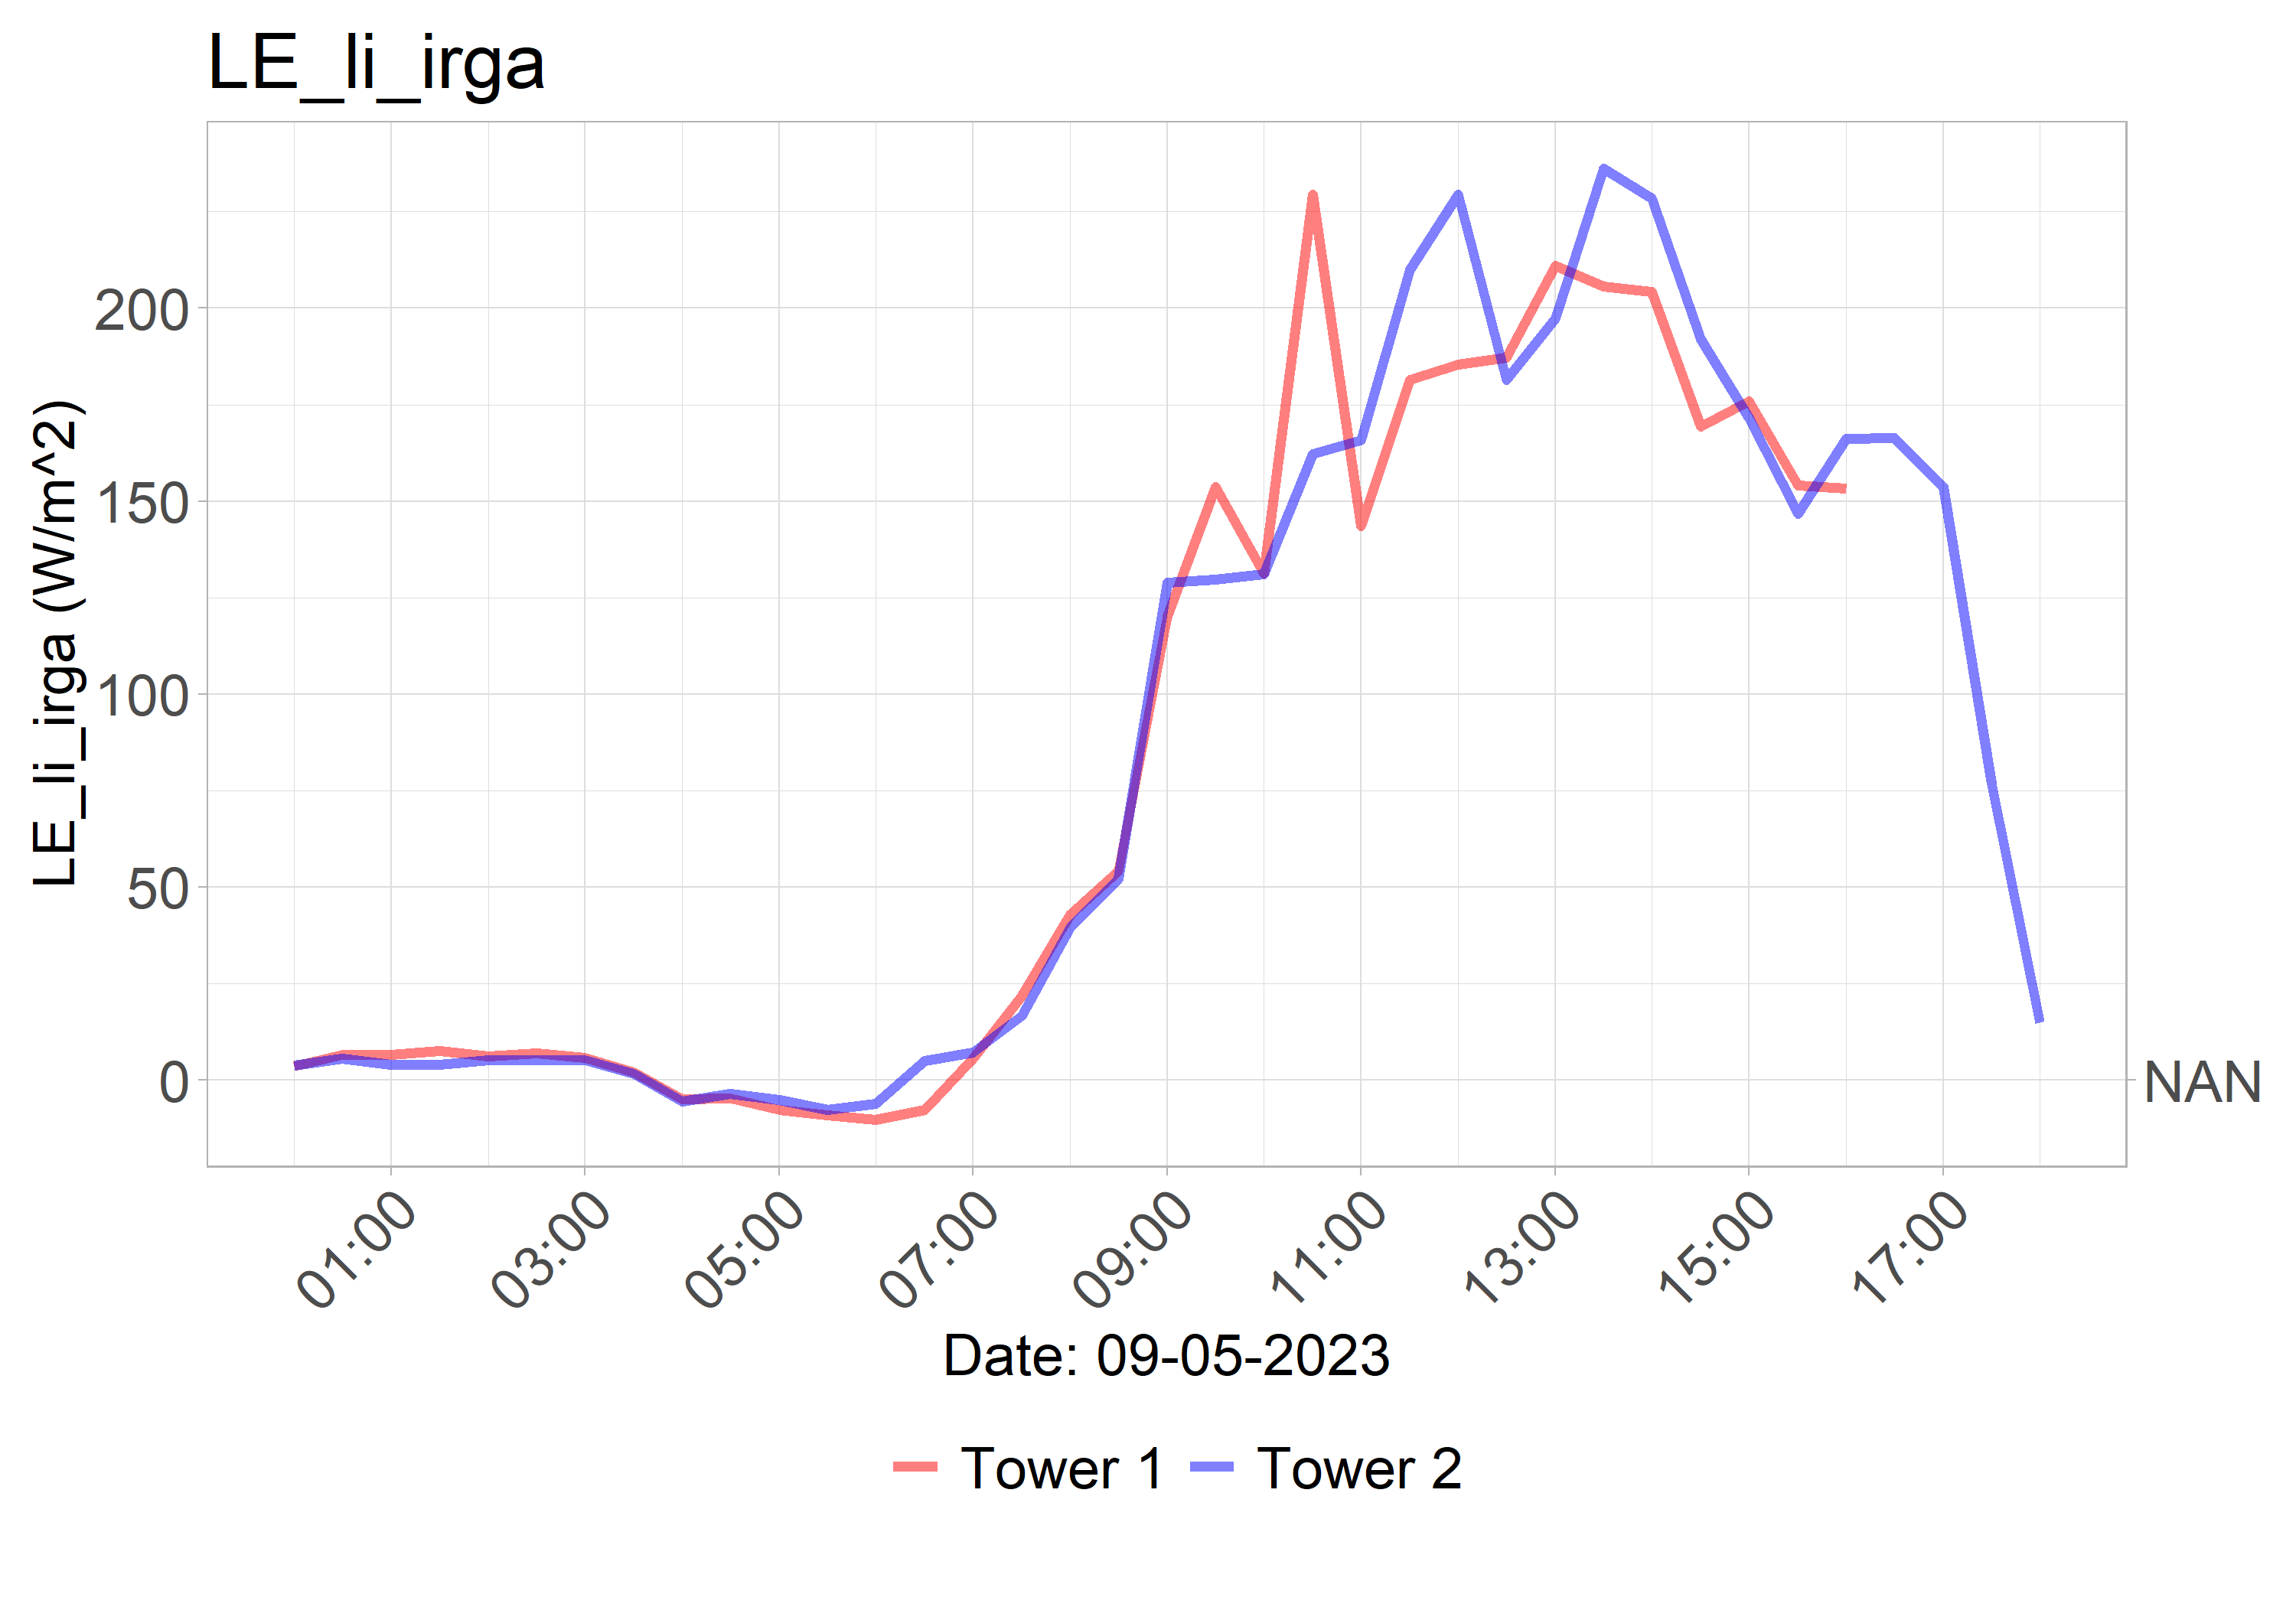 LE_li_irga
LE_li_irga (W/m^2)
200
150
100
50
0
NAN
01:00 03:00 05:00 07:00 09:00 11:00 13:00 15:00 17:00
Date: 09-05-2023
Tower 1 Tower 2